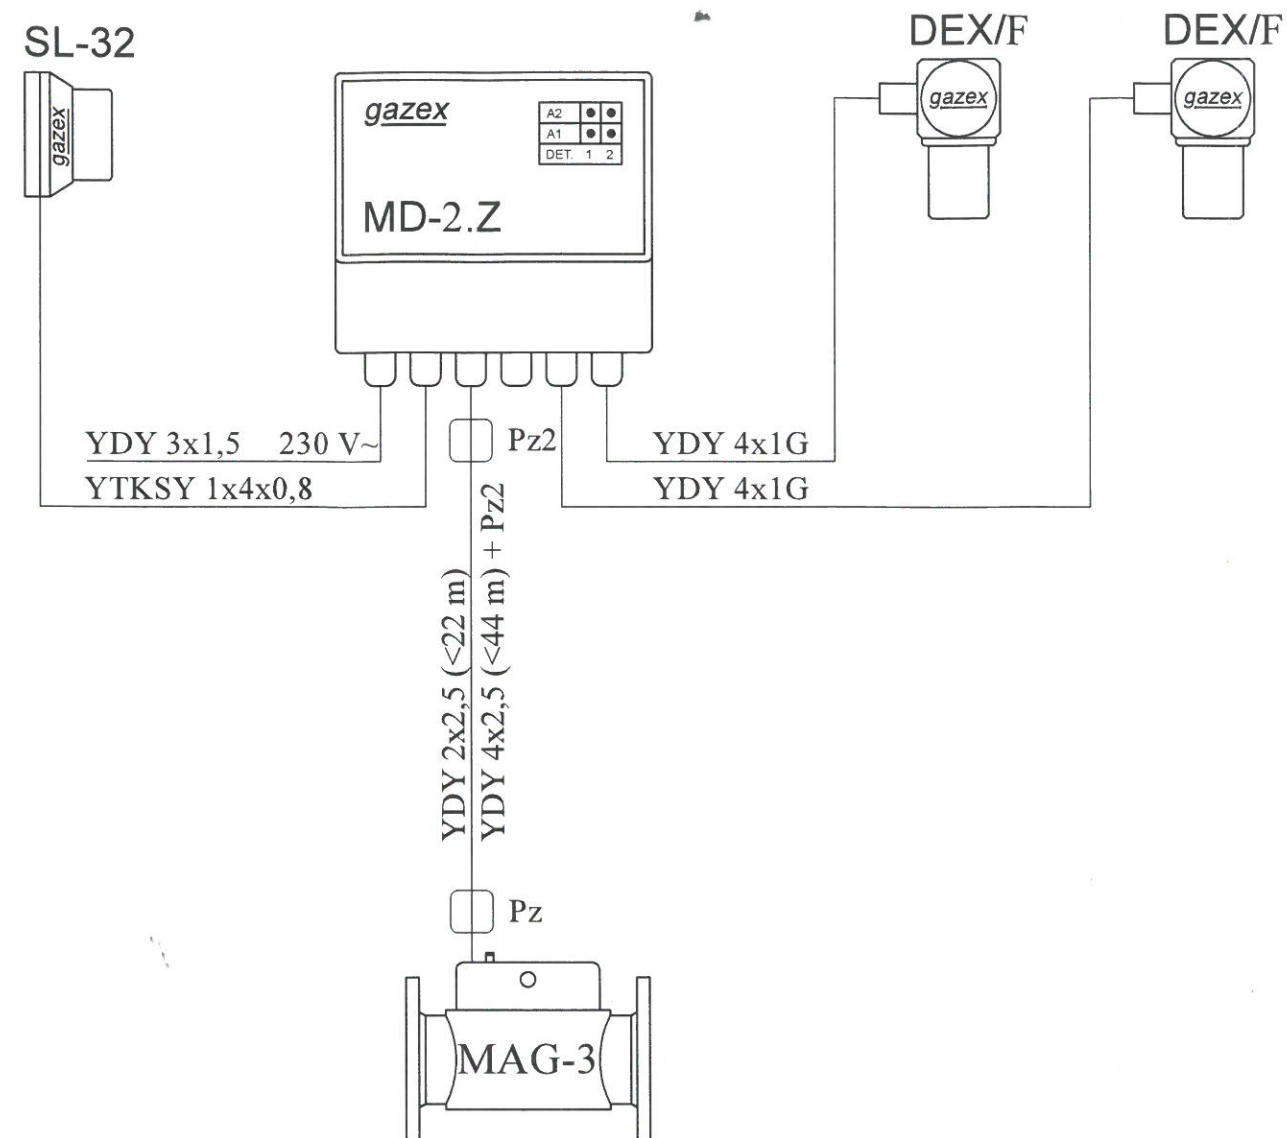 SL-32
DEX/F
DEX/F
gazex
gazex
A2
A1
DET. 1 2
MD-2.Z
gazex
gazex
YDY 3x1,5 230 V~
YTKSY 1x4x0,8
Pz2
YDY 4x1G
YDY 4x1G
YDY 2x2,5 (<22 m)
YDY 4x2,5 (<44 m) + Pz2
Pz
MAG-3